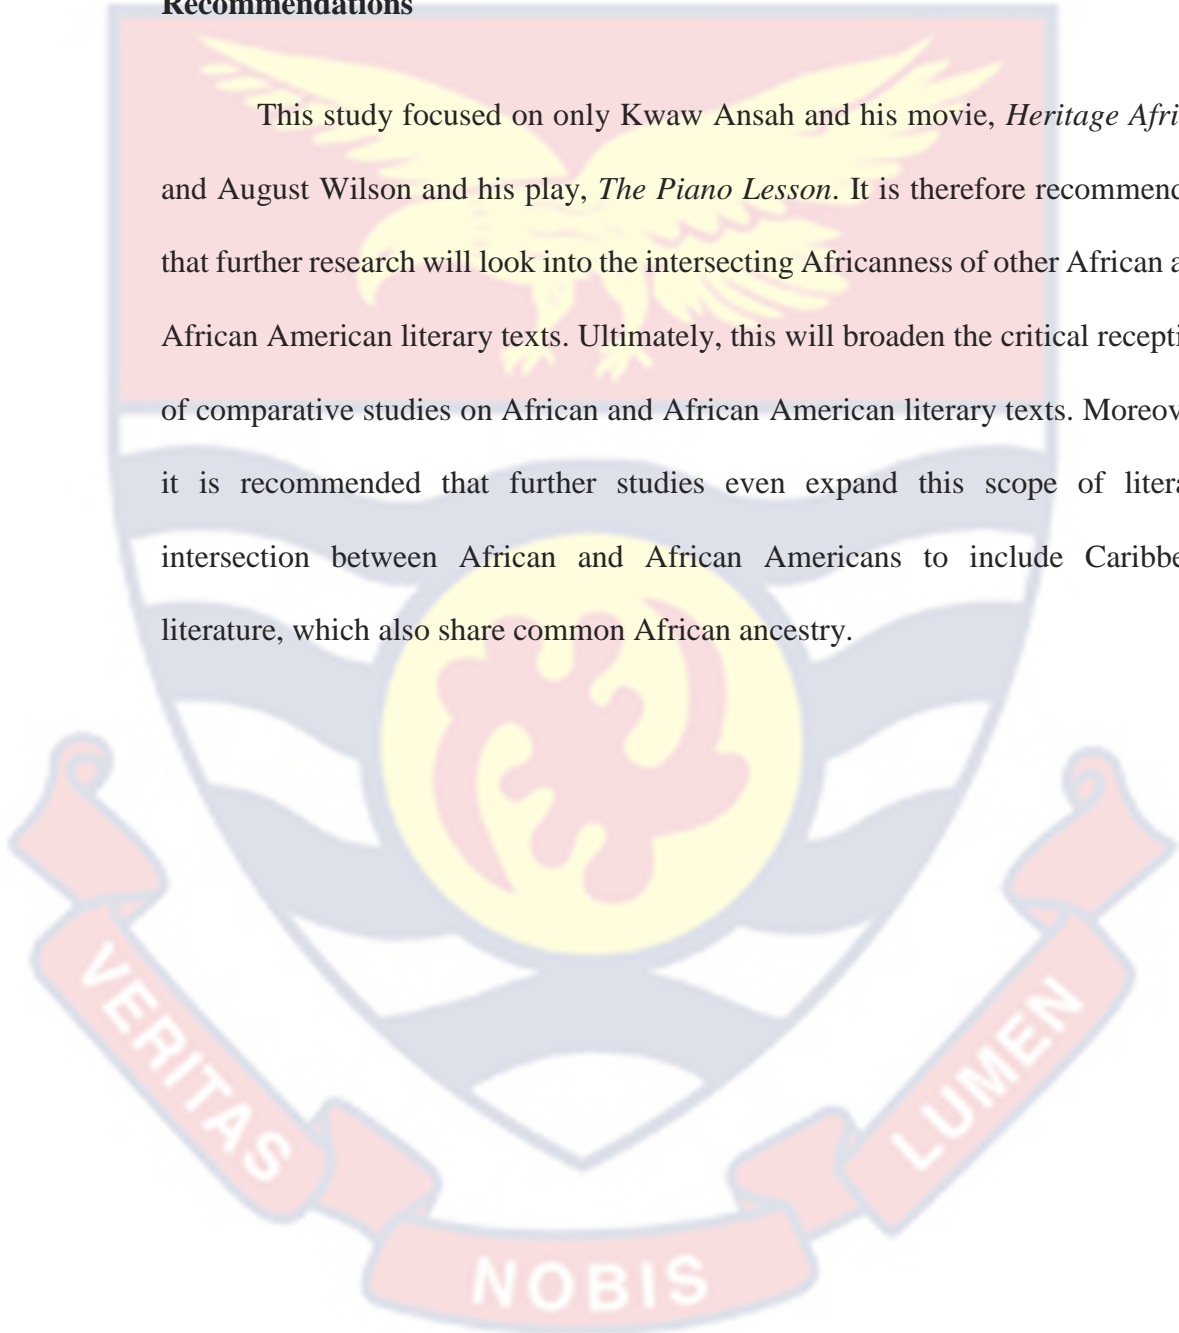 Recommendations
This study focused on only Kwaw Ansah and his movie, Heritage Afri
and August Wilson and his play, The Piano Lesson. It is therefore recommend
that further research will look into the intersecting Africanness of other African a
African American literary texts. Ultimately, this will broaden the critical recepti
of comparative studies on African and African American literary texts. Moreov
it is recommended that further studies even expand this scope of litera
intersection between African and African Americans to include Caribbe
literature, which also share common African ancestry.
VERITAS
NOBIS
LUMEN